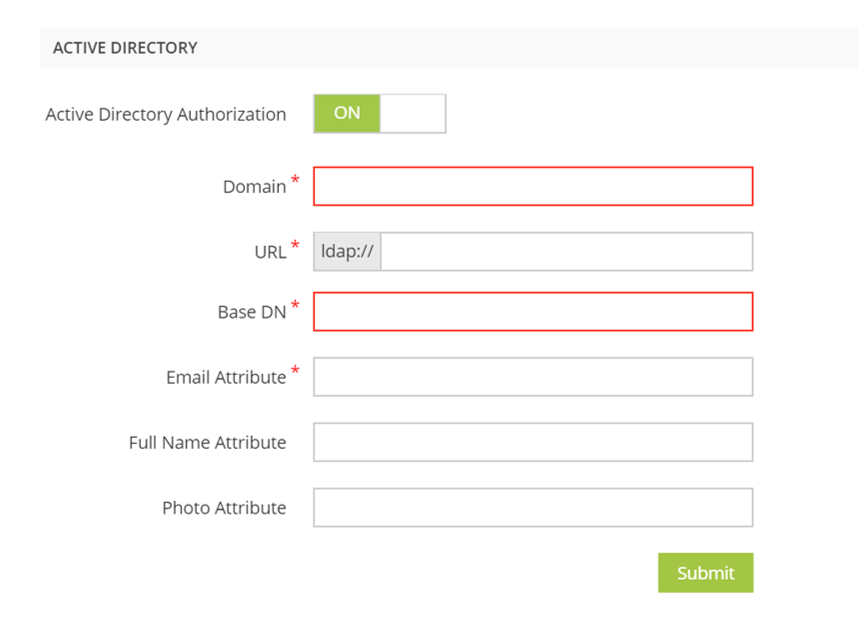 ACTIVE DIRECTORY
Active Directory Authorization ON
Domain *
URL * ldap://
Base DN *
Email Attribute *
Full Name Attribute
Photo Attribute
Submit